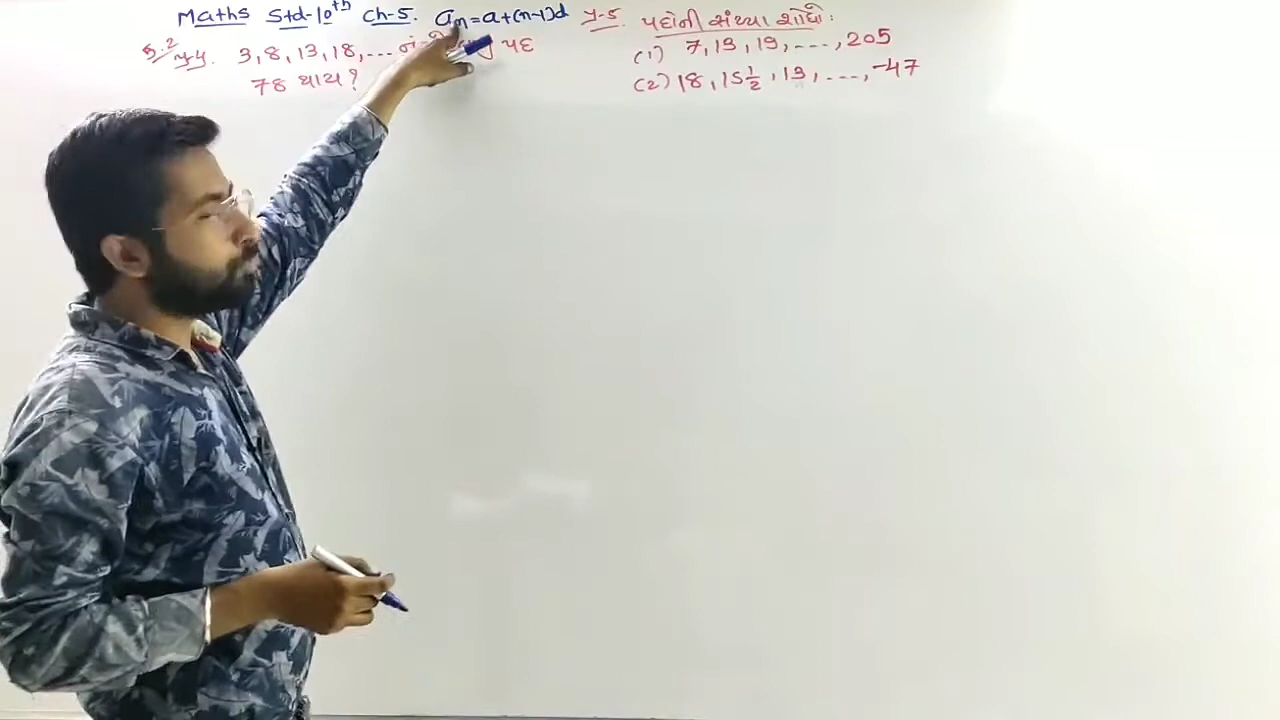 Maths Std-10th Ch-5. an=a+(n-1)d
5.2 પ્ર-4. 3,8,13,18,... પદ
78 થાય?
પ્ર-5. પદોની સંખ્યા શોધો:
(1) 7,13,19,....,205
(2) 18,15½,13,....,-47